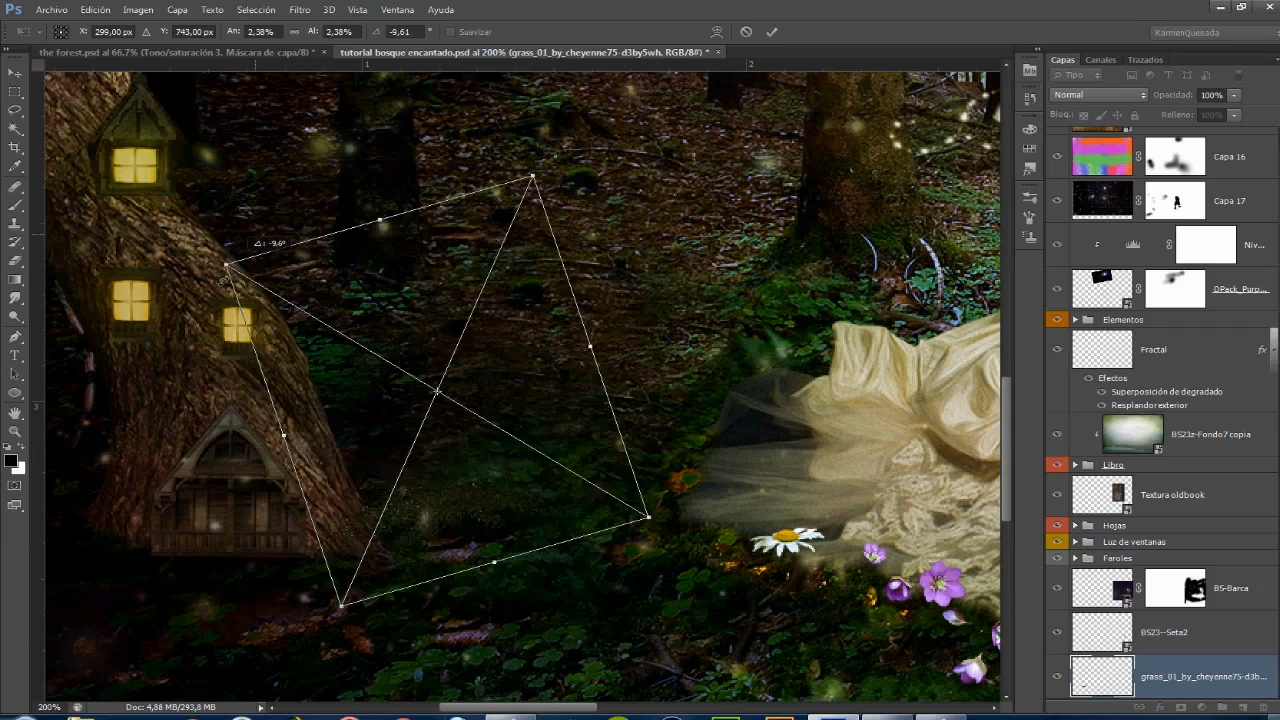 Ps Archivo Edición Imagen Capa Texto Selección Filtro 3D Vista Ventana Ayuda
X: 299,00 px Y: 743,00 px An: 2,38% Al: 2,38% -9,61 ° Suavizar KarmenQuesada
the forest.psd al 66,7% (Tono/saturación 3, Máscara de capa/8) * × tutorial bosque encantado.psd al 200% (grass_01_by_cheyenne75-d3by5wh, RGB/8#) * ×
1 2
3
Δ: -9,6°
Capas Canales Trazados
Tipo
Normal Opacidad: 100%
Bloq.: Relleno: 100%
Capa 16
Capa 17
Niv...
DPack_Purp...
Elementos
Fractal fx
Efectos
Superposición de degradado
Resplandor exterior
BS23z-Fondo7 copia
Libro
Textura oldbook
Hojas
Luz de ventanas
Faroles
BS-Barca
BS23--Seta2
grass_01_by_cheyenne75-d3b...
200% Doc: 4,88 MB/293,8 MB